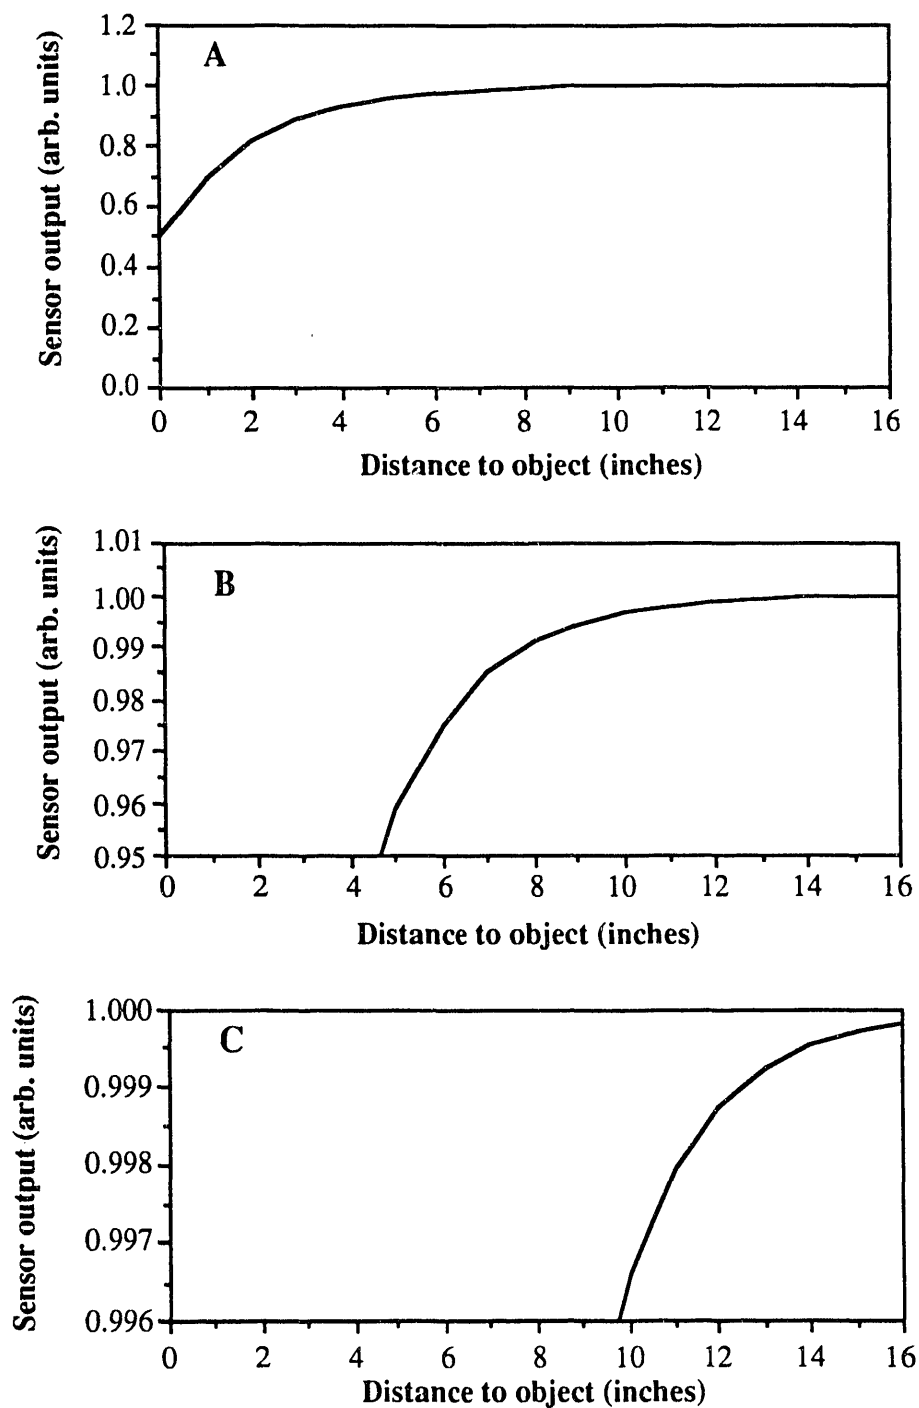 A
Sensor output (arb. units)
1.2
1.0
0.8
0.6
0.4
0.2
0.0
0 2 4 6 8 10 12 14 16
Distance to object (inches)
B
Sensor output (arb. units)
1.01
1.00
0.99
0.98
0.97
0.96
0.95
0 2 4 6 8 10 12 14 16
Distance to object (inches)
C
Sensor output (arb. units)
1.000
0.999
0.998
0.997
0.996
0 2 4 6 8 10 12 14 16
Distance to object (inches)